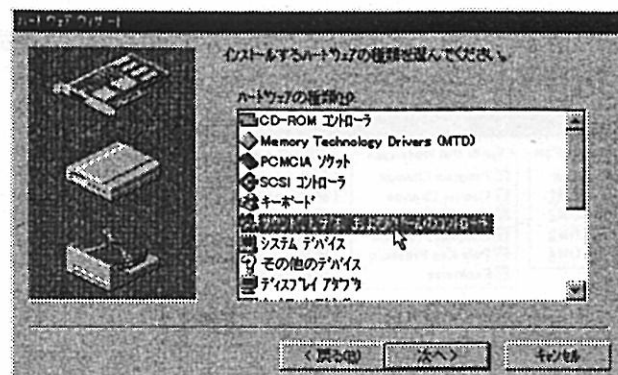 ハードウェア ウィザード
インストールするハードウェアの種類を選んでください。
ハードウェアの種類(H):
CD-ROM コントローラ
Memory Technology Drivers (MTD)
PCMCIA ソケット
SCSI コントローラ
キーボード
サウンド、ビデオ、およびゲームのコントローラ
システム デバイス
その他のデバイス
ディスプレイ アダプタ
< 戻る(B)
次へ >
キャンセル